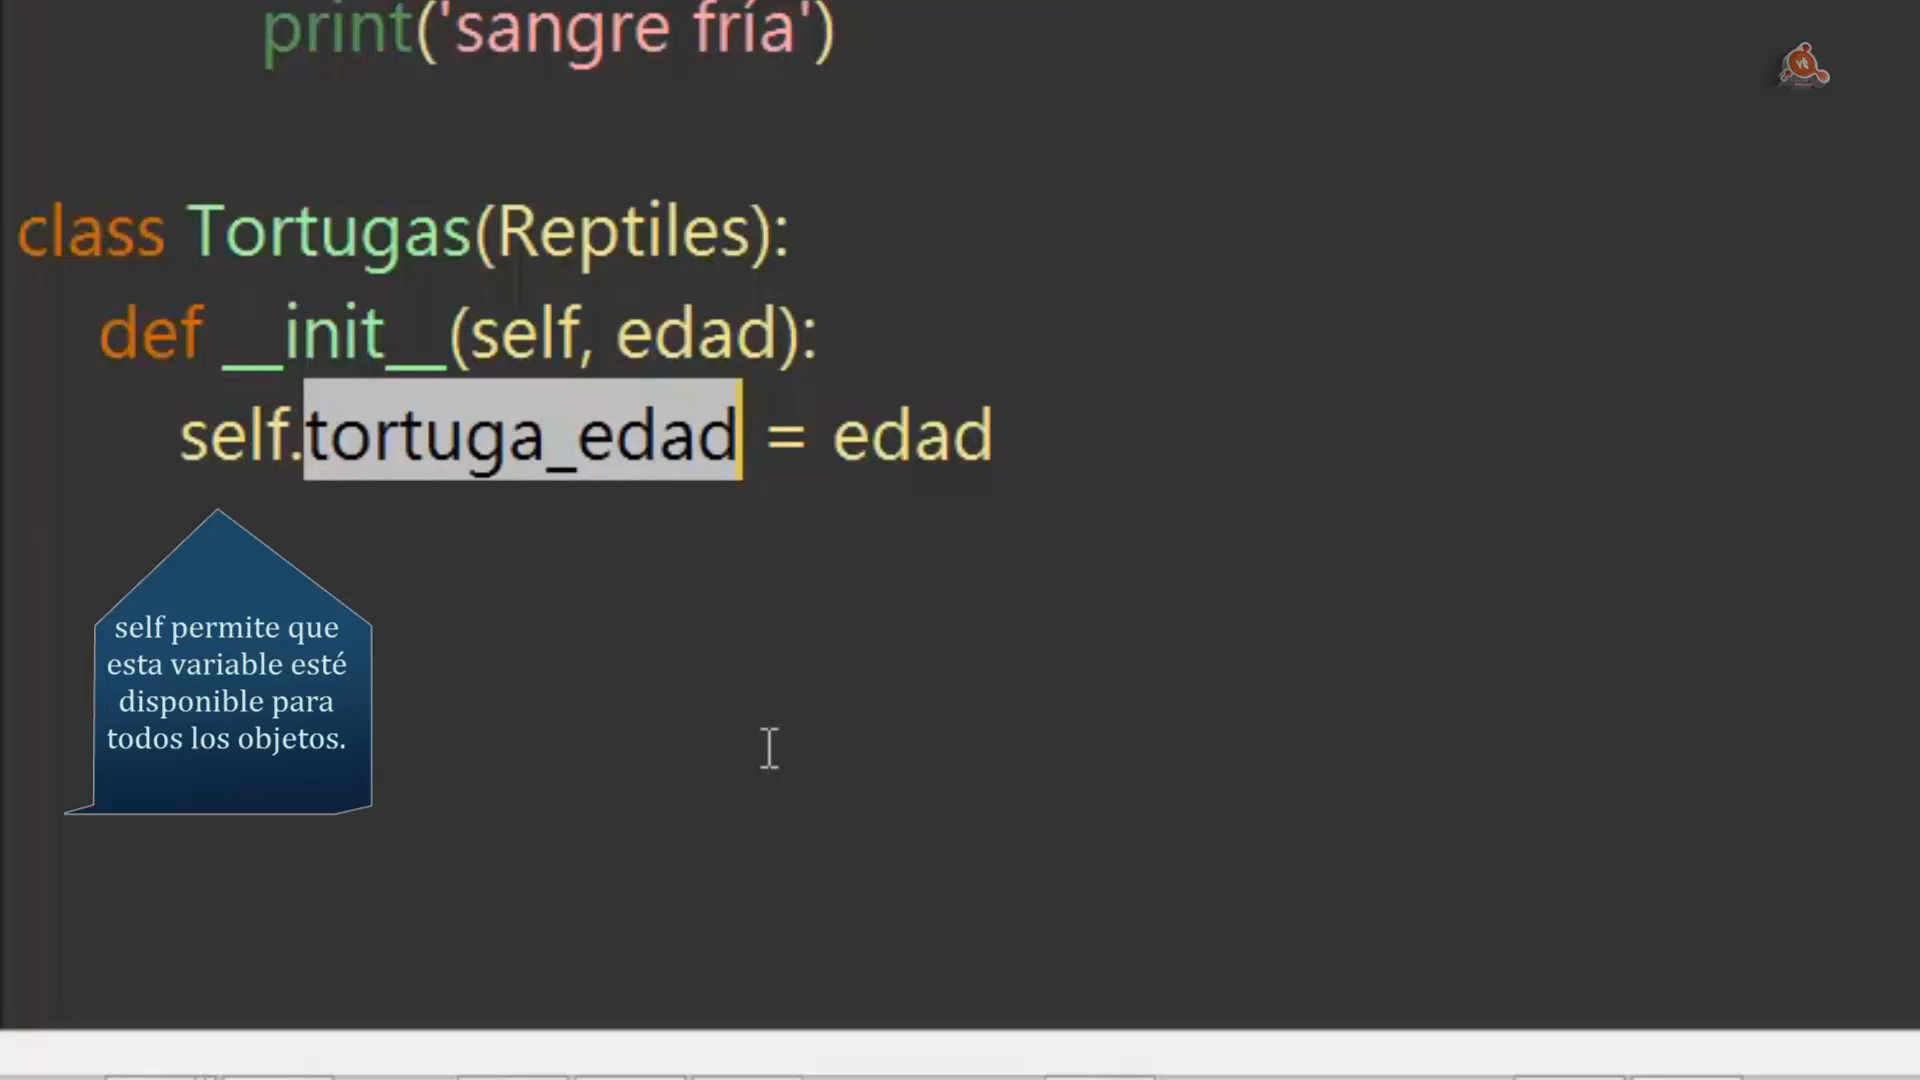 print('sangre fría')
class Tortugas(Reptiles):
def __init__(self, edad):
self.tortuga_edad = edad
self permite que
esta variable esté
disponible para
todos los objetos.